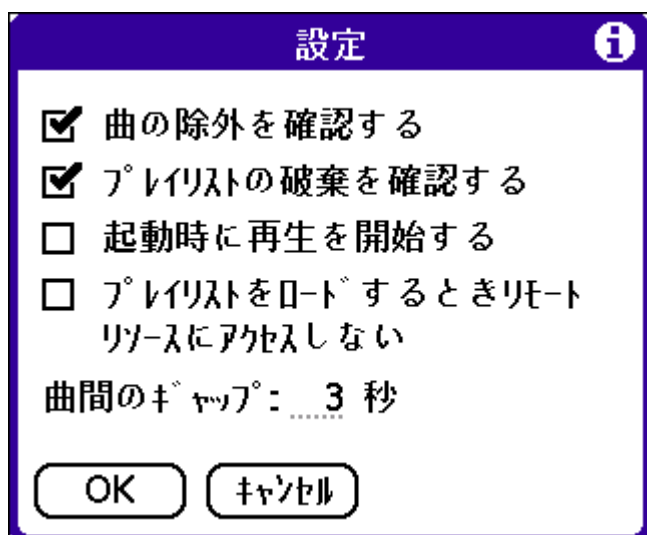 設定
曲の除外を確認する
プレイリストの破棄を確認する
起動時に再生を開始する
プレイリストをロードするときリモート
リソースにアクセスしない
曲間のギャップ: 3 秒
OK キャンセル